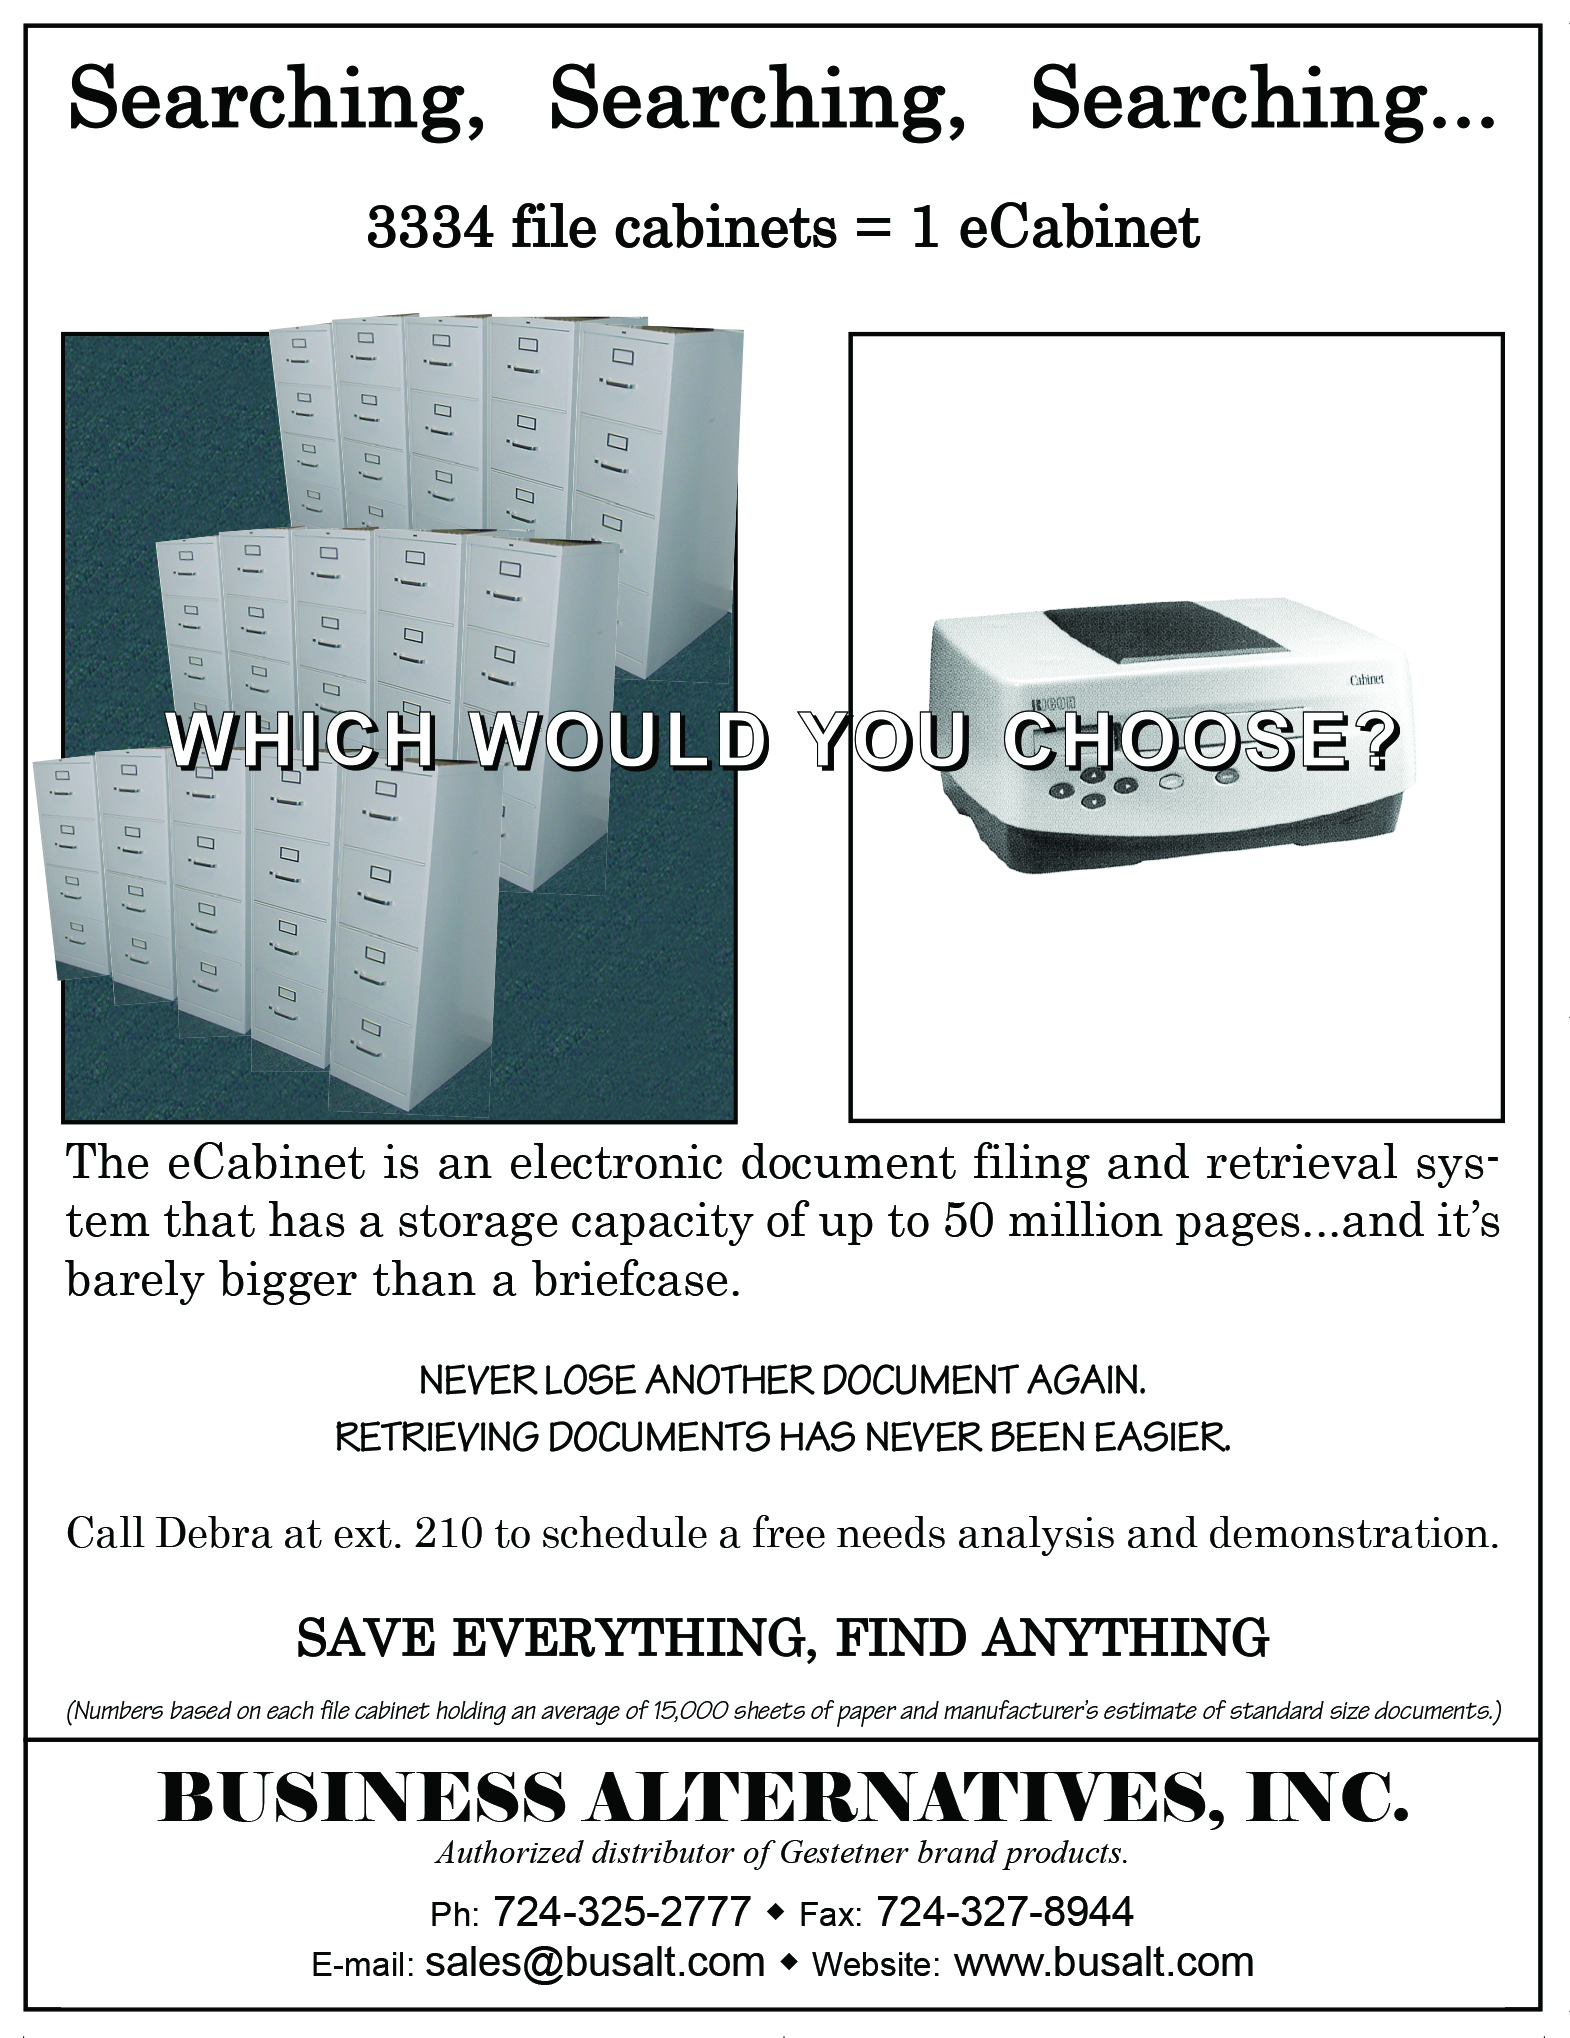 Searching, Searching, Searching...
3334 file cabinets = 1 eCabinet
Cabinet
RICOH
WHICH WOULD YOU CHOOSE?
The eCabinet is an electronic document filing and retrieval sys-
tem that has a storage capacity of up to 50 million pages...and it's
barely bigger than a briefcase.
NEVER LOSE ANOTHER DOCUMENT AGAIN.
RETRIEVING DOCUMENTS HAS NEVER BEEN EASIER.
Call Debra at ext. 210 to schedule a free needs analysis and demonstration.
SAVE EVERYTHING, FIND ANYTHING
(Numbers based on each file cabinet holding an average of 15,000 sheets of paper and manufacturer's estimate of standard size documents.)
BUSINESS ALTERNATIVES, INC.
Authorized distributor of Gestetner brand products.
Ph: 724-325-2777 ◆ Fax: 724-327-8944
E-mail: sales@busalt.com ◆ Website: www.busalt.com